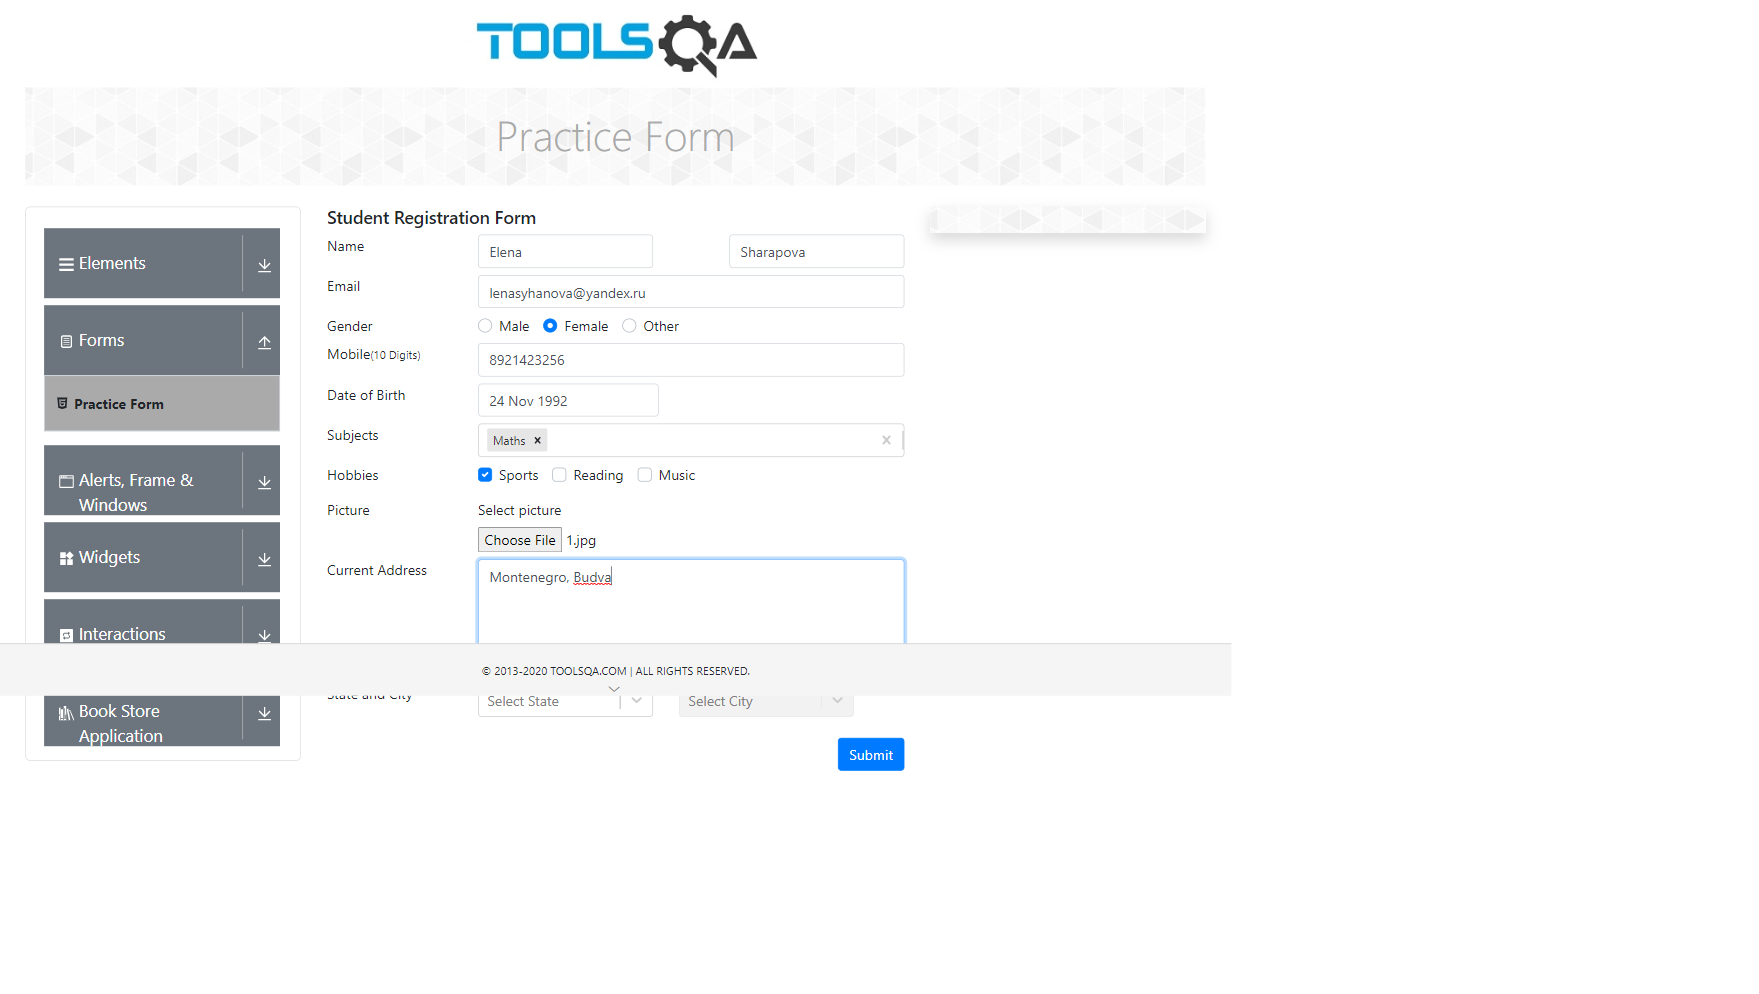 TOOLSQA
Practice Form
Elements
Forms
Practice Form
Alerts, Frame &
Windows
Widgets
Interactions
Book Store
Application
Student Registration Form
Name
Elena
Sharapova
Email
lenasyhanova@yandex.ru
Gender
Male Female Other
Mobile(10 Digits)
8921423256
Date of Birth
24 Nov 1992
Subjects
Maths
Hobbies
Sports Reading Music
Picture
Select picture
Choose File 1.jpg
Current Address
Montenegro, Budva
© 2013-2020 TOOLSQA.COM | ALL RIGHTS RESERVED.
State and City
Select State
Select City
Submit